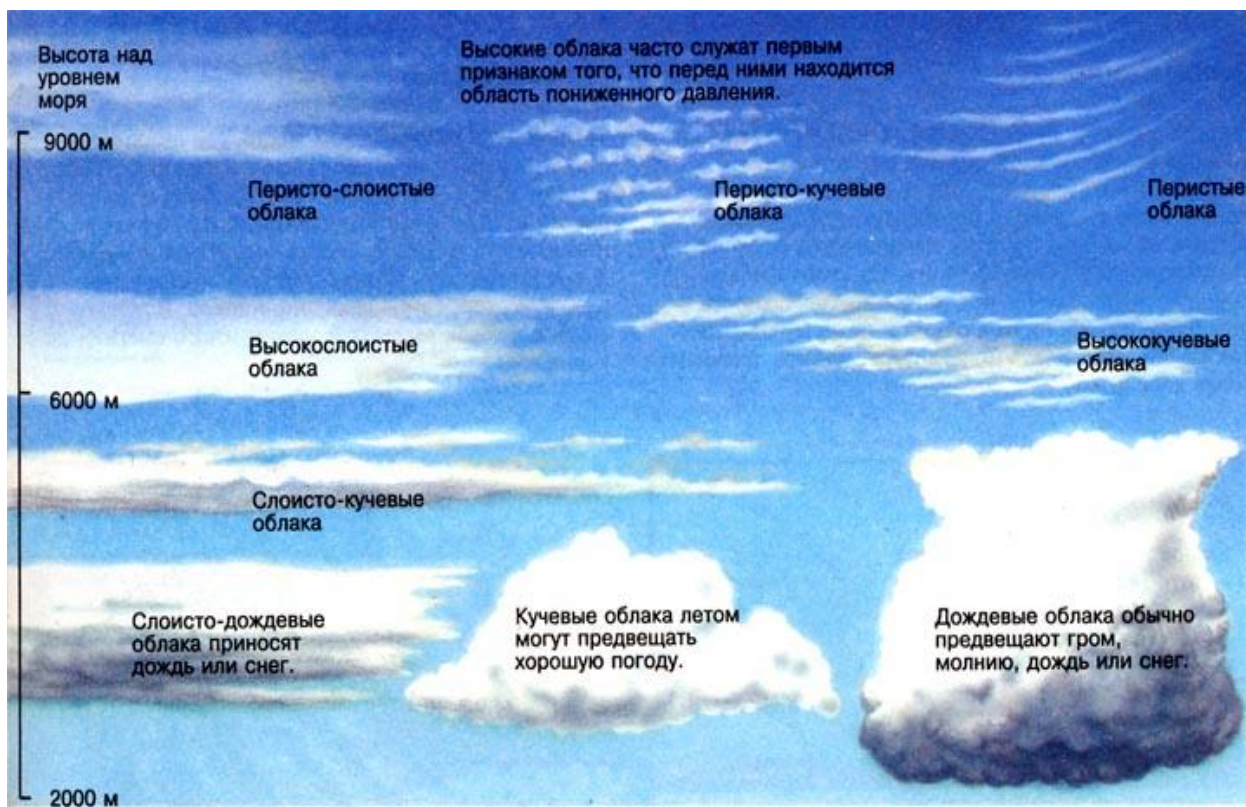 Высота над
уровнем
моря
Высокие облака часто служат первым
признаком того, что перед ними находится
область пониженного давления.
9000 м
Перисто-слоистые
облака
Перисто-кучевые
облака
Перистые
облака
Высокослоистые
облака
Высококучевые
облака
6000 м
Слоисто-кучевые
облака
Слоисто-дождевые
облака приносят
дождь или снег.
Кучевые облака летом
могут предвещать
хорошую погоду.
Дождевые облака обычно
предвещают гром,
молнию, дождь или снег.
2000 м